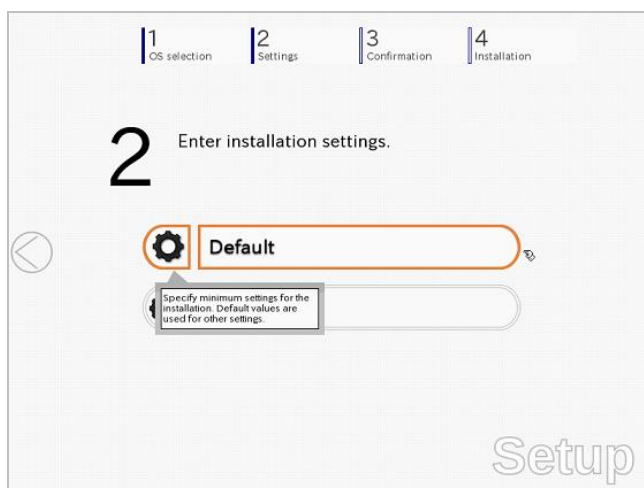 1
OS selection
2
Settings
3
Confirmation
4
Installation
2
Enter installation settings.
Default
Specify minimum settings for the
installation. Default values are
used for other settings.
Setup